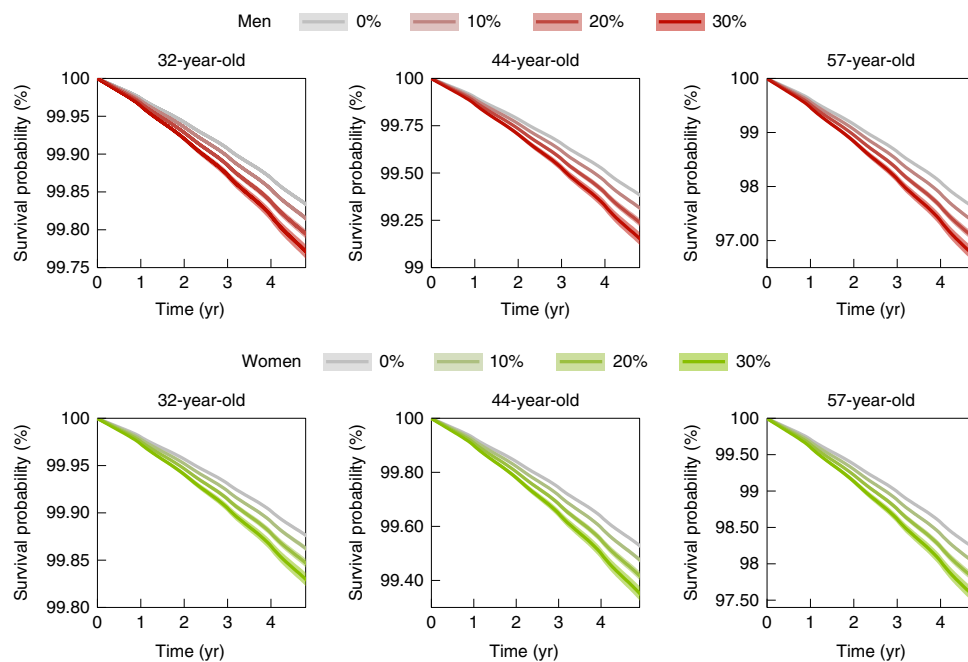 Men 0% 10% 20% 30%
32-year-old 44-year-old 57-year-old
Survival probability (%)
100
99.95
99.90
99.85
99.80
99.75
0 1 2 3 4
Time (yr)
Survival probability (%)
100
99.75
99.50
99.25
99
0 1 2 3 4
Time (yr)
Survival probability (%)
100
99
98
97.00
0 1 2 3 4
Time (yr)
Women 0% 10% 20% 30%
32-year-old 44-year-old 57-year-old
Survival probability (%)
100
99.95
99.90
99.85
99.80
0 1 2 3 4
Time (yr)
Survival probability (%)
100
99.80
99.60
99.40
0 1 2 3 4
Time (yr)
Survival probability (%)
100
99.50
99
98.50
98
97.50
0 1 2 3 4
Time (yr)